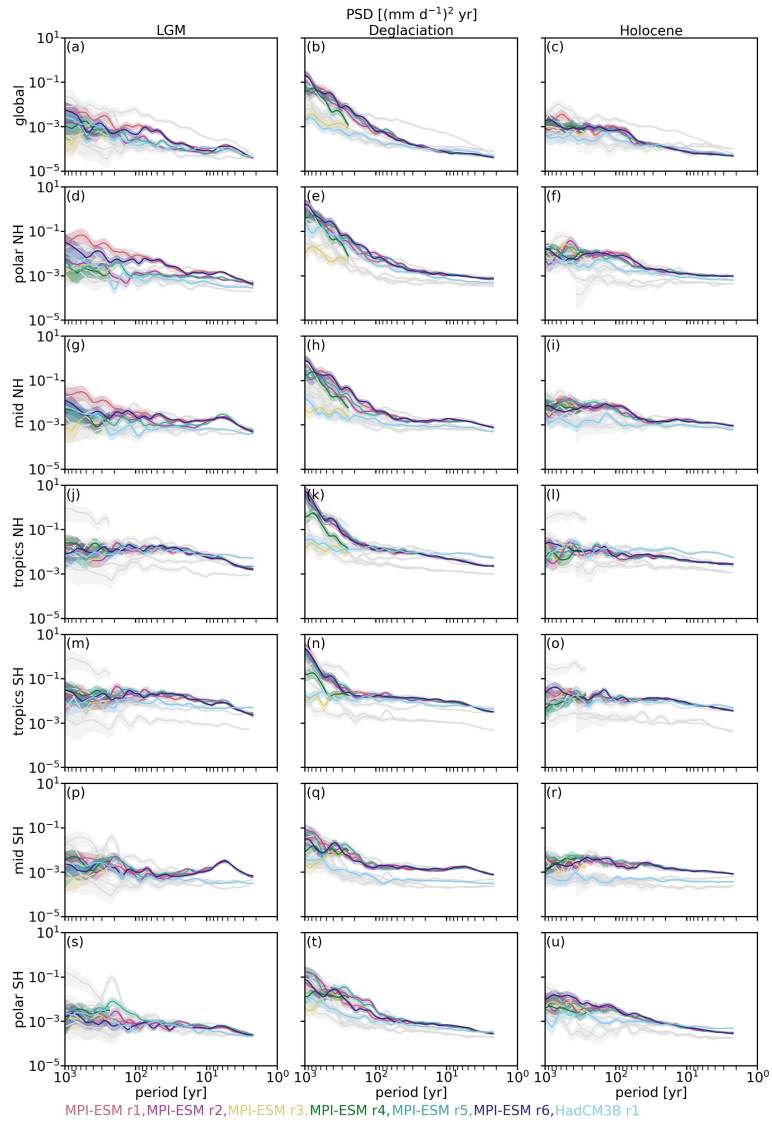 PSD [(mm d⁻¹)² yr]
LGM Deglaciation Holocene
10¹ (a) (b) (c)
10⁻¹
global
10⁻³
10⁻⁵
10¹ (d) (e) (f)
10⁻¹
polar NH
10⁻³
10⁻⁵
10¹ (g) (h) (i)
10⁻¹
mid NH
10⁻³
10⁻⁵
10¹ (j) (k) (l)
10⁻¹
tropics NH
10⁻³
10⁻⁵
10¹ (m) (n) (o)
10⁻¹
tropics SH
10⁻³
10⁻⁵
10¹ (p) (q) (r)
10⁻¹
mid SH
10⁻³
10⁻⁵
10¹ (s) (t) (u)
10⁻¹
polar SH
10⁻³
10⁻⁵
10³ 10² 10¹ 10³ 10² 10¹ 10³ 10² 10¹ 10⁰
period [yr] period [yr] period [yr]
MPI-ESM r1,MPI-ESM r2,MPI-ESM r3,MPI-ESM r4,MPI-ESM r5,MPI-ESM r6,HadCM3B r1